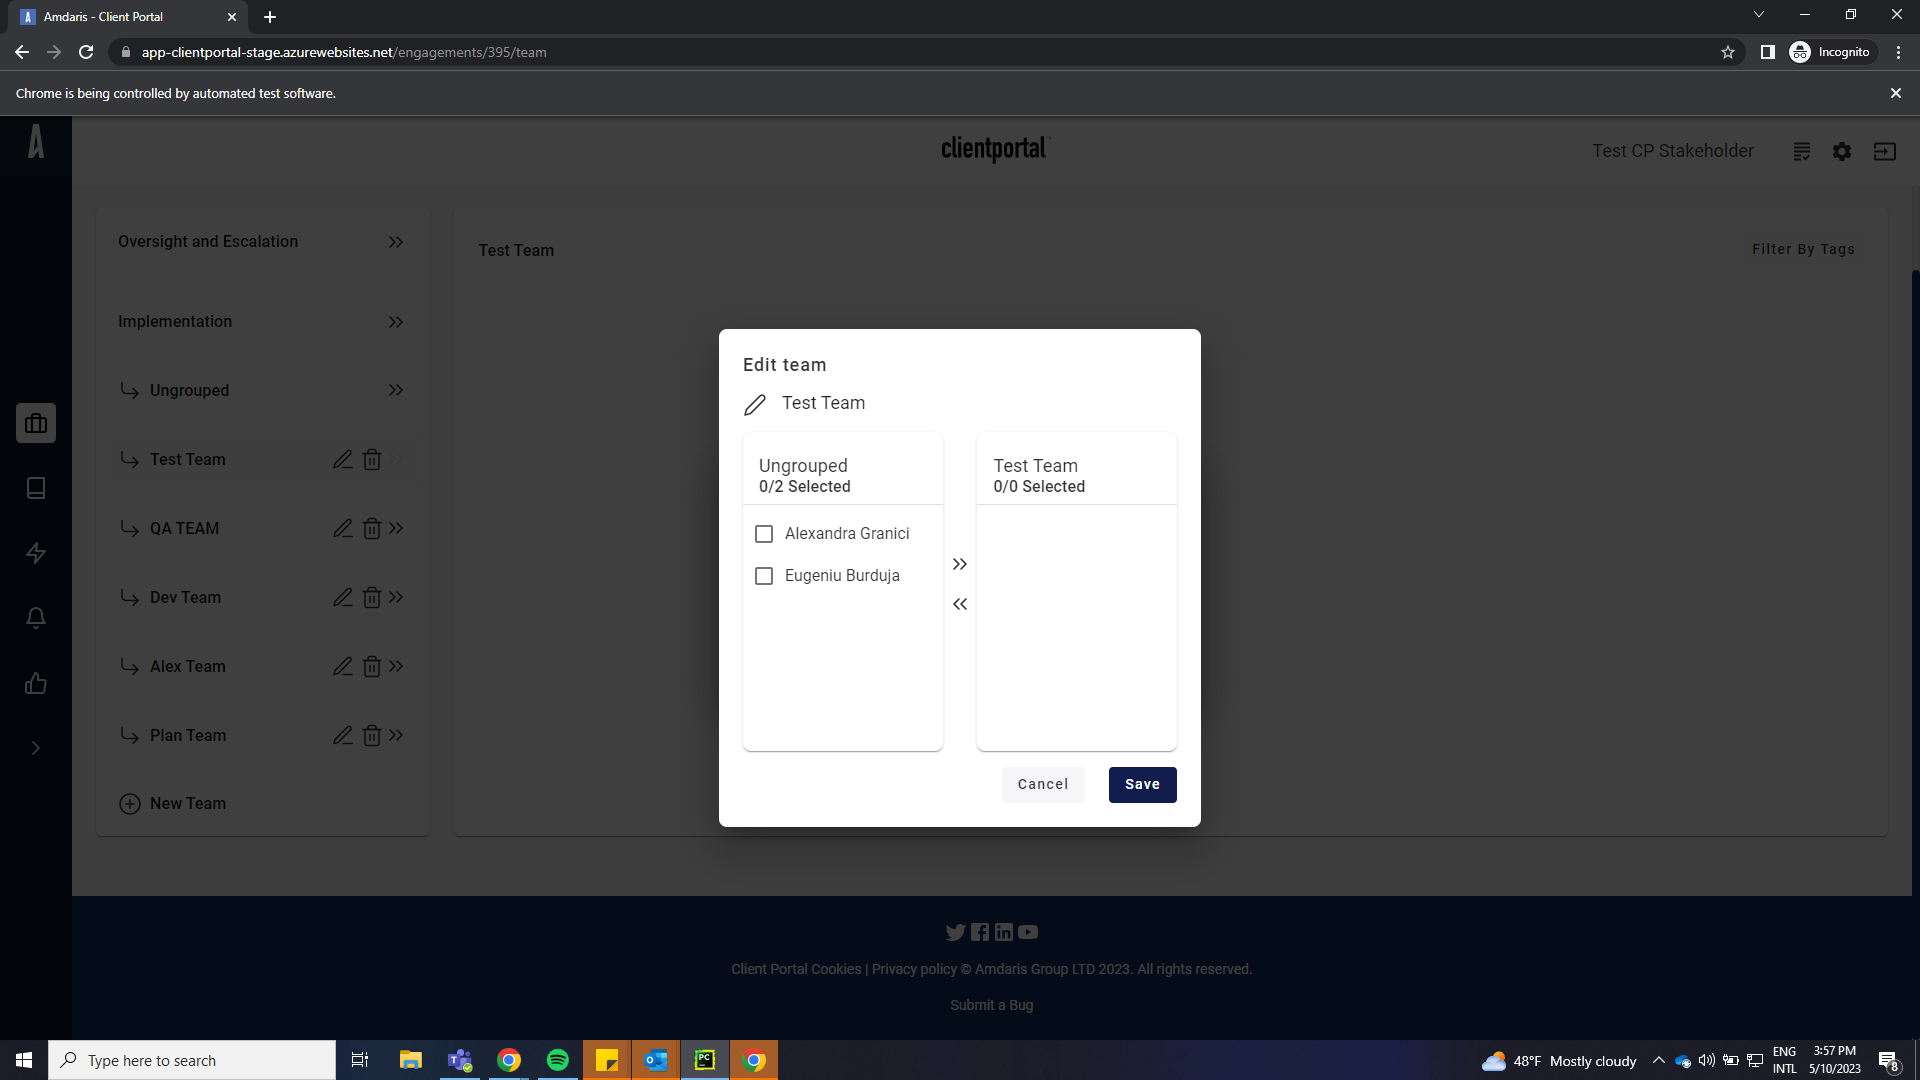 Amdaris - Client Portal
app-clientportal-stage.azurewebsites.net/engagements/395/team
Incognito
Chrome is being controlled by automated test software.
clientportal
Test CP Stakeholder
Oversight and Escalation
Implementation
Ungrouped
Test Team
QA TEAM
Dev Team
Alex Team
Plan Team
New Team
Test Team
Filter By Tags
Edit team
Test Team
Ungrouped
0/2 Selected
Alexandra Granici
Eugeniu Burduja
Test Team
0/0 Selected
Cancel
Save
Client Portal Cookies | Privacy policy © Amdaris Group LTD 2023. All rights reserved.
Submit a Bug
Type here to search
PC
48°F Mostly cloudy
ENG
INTL
3:57 PM
5/10/2023
8